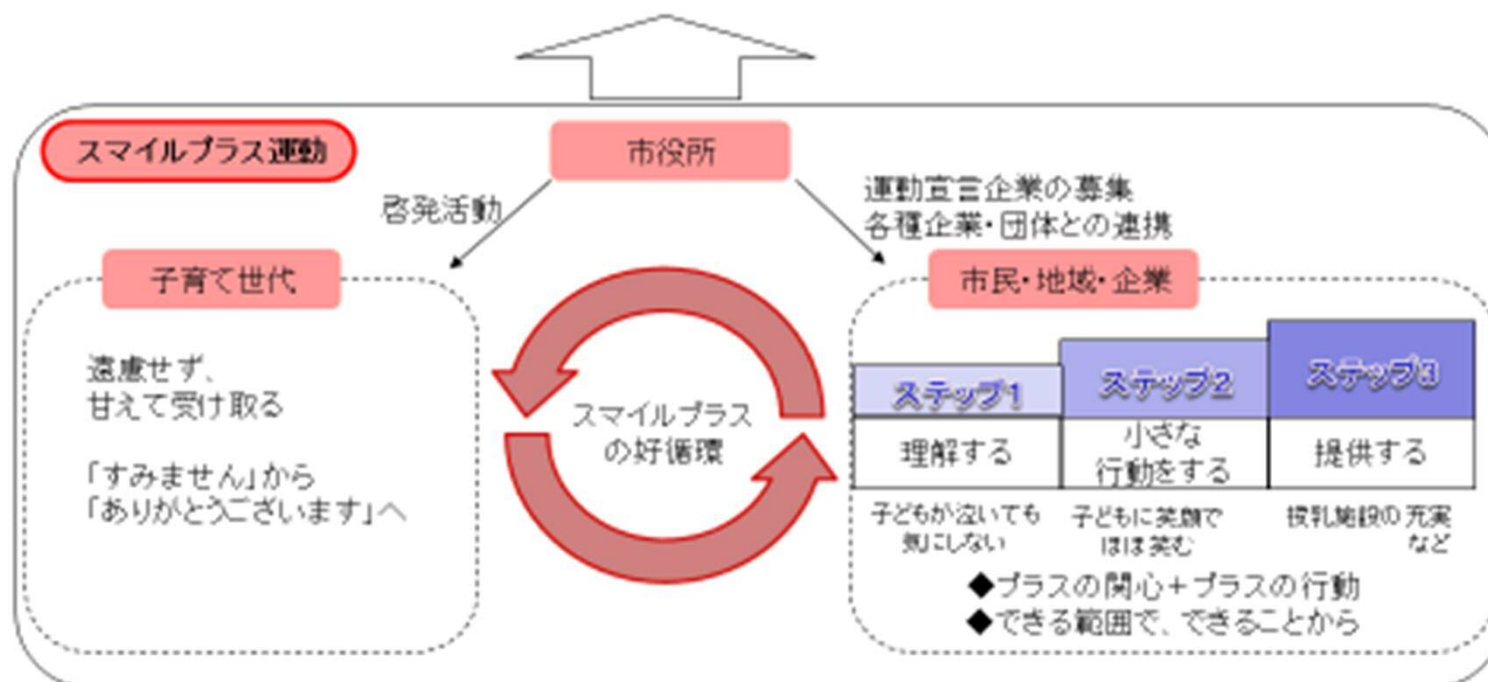 スマイルプラス運動
市役所
啓発活動
運動宣言企業の募集
各種企業・団体との連携
子育て世代
遠慮せず、
甘えて受け取る
「すみません」から
「ありがとうございます」へ
スマイルプラス
の好循環
市民・地域・企業
ステップ1
ステップ2
ステップ3
理解する
小さな
行動をする
提供する
子どもが泣いても
気にしない
子どもに笑顔で
ほほ笑む
授乳施設の充実
など
◆プラスの関心＋プラスの行動
◆できる範囲で、できることから